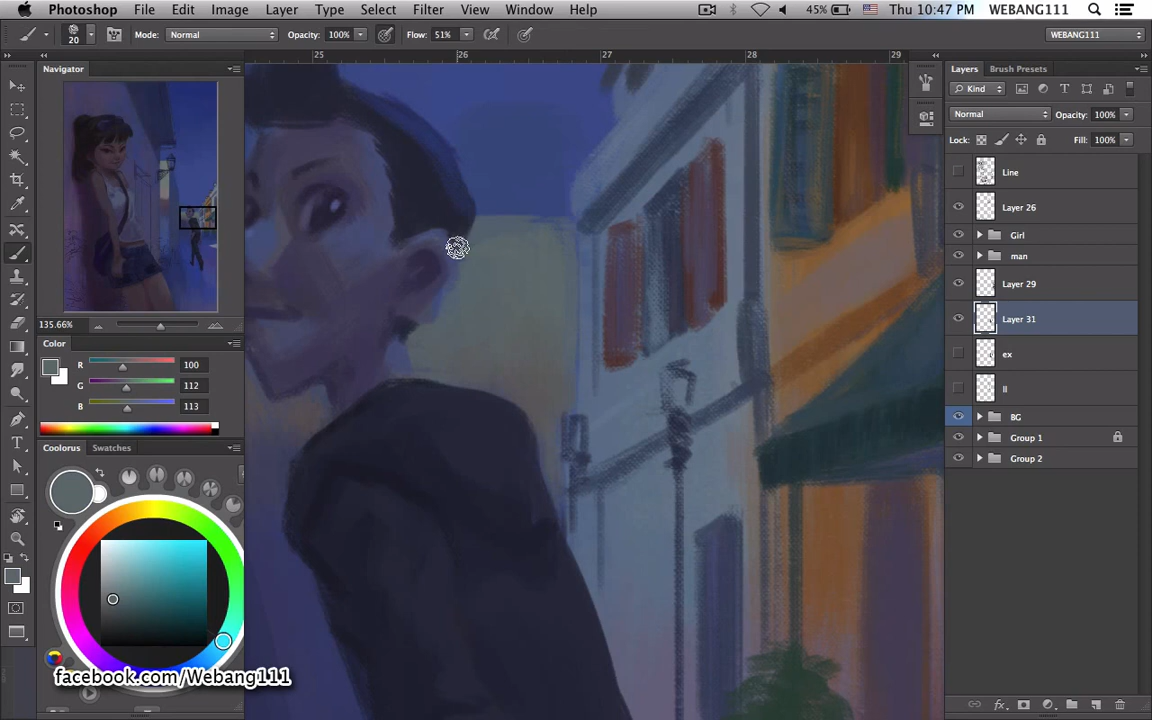 Photoshop File Edit Image Layer Type Select Filter View Window Help 45% Thu 10:47 PM WEBANG111
20 Mode: Normal Opacity: 100% Flow: 51% WEBANG111
25 26 27 28 29
Navigator
135.66%
Color
R 100
G 112
B 113
Colorus Swatches
facebook.com/Webang111
Layers Brush Presets
Kind
Normal Opacity: 100%
Lock: Fill: 100%
Line
Layer 26
Girl
man
Layer 29
Layer 31
ex
ll
BG
Group 1
Group 2